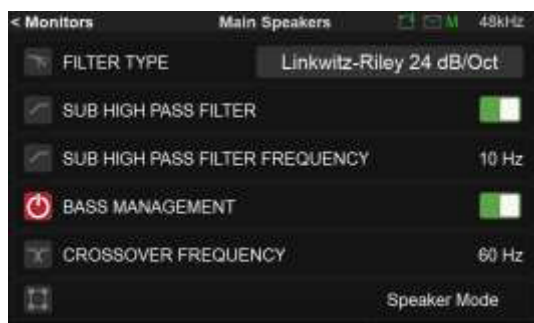 < Monitors Main Speakers M 48kHz
FILTER TYPE Linkwitz-Riley 24 dB/Oct
SUB HIGH PASS FILTER
SUB HIGH PASS FILTER FREQUENCY 10 Hz
BASS MANAGEMENT
CROSSOVER FREQUENCY 60 Hz
Speaker Mode